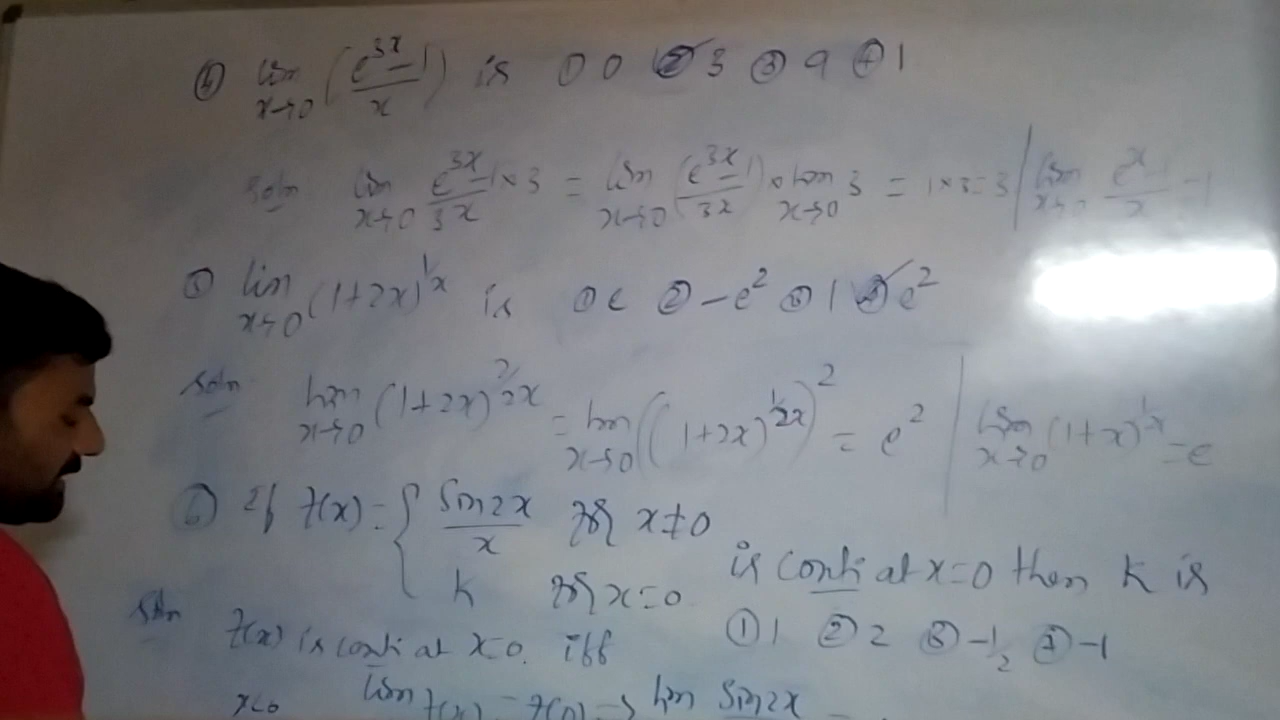 ④ lim x→0 (e^3x - 1 / x) is ① 0 ② 3 ③ 9 ④ 1
Soln lim x→0 e^3x - 1 / 3x × 3 = lim x→0 (e^3x - 1 / 3x) · lim x→0 3 = 1 × 3 = 3 | lim x→0 e^x - 1 / x = 1
⑤ lim x→0 (1+2x)^1/x is ① e ② -e^2 ③ 1 ④ e^2
Soln lim x→0 (1+2x)^2/2x = lim x→0 ((1+2x)^1/2x)^2 = e^2 | lim x→0 (1+x)^1/x = e
⑥ If f(x) = { sin2x / x for x≠0
k for x=0
is conti at x=0 then k is
① 1 ② 2 ③ -1/2 ④ -1
Soln f(x) is conti at x=0. iff
lim x→0 f(x) = f(0) → lim sin2x